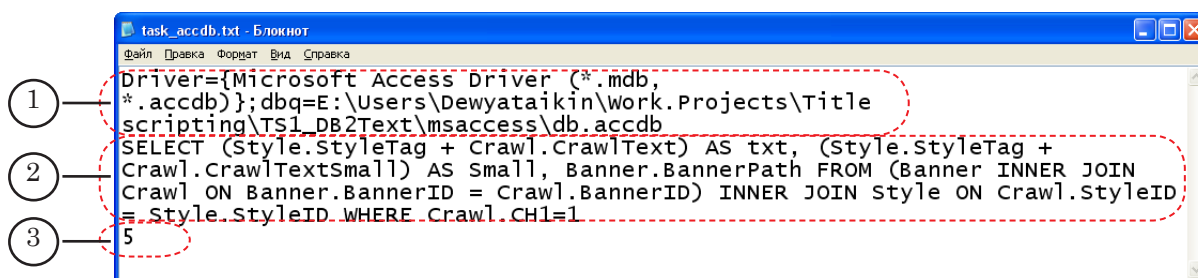 task_accdb.txt - Блокнот
Файл Правка Формат Вид Справка
Driver={Microsoft Access Driver (*.mdb,
*.accdb)};dbq=E:\Users\Dewyataikin\Work.Projects\Title
scripting\TS1_DB2Text\msaccess\db.accdb
SELECT (Style.StyleTag + Crawl.CrawlText) AS txt, (Style.StyleTag +
Crawl.CrawlTextSmall) AS Small, Banner.BannerPath FROM (Banner INNER JOIN
Crawl ON Banner.BannerID = Crawl.BannerID) INNER JOIN Style ON Crawl.StyleID
= Style.StyleID WHERE Crawl.CH1=1
5
1
2
3